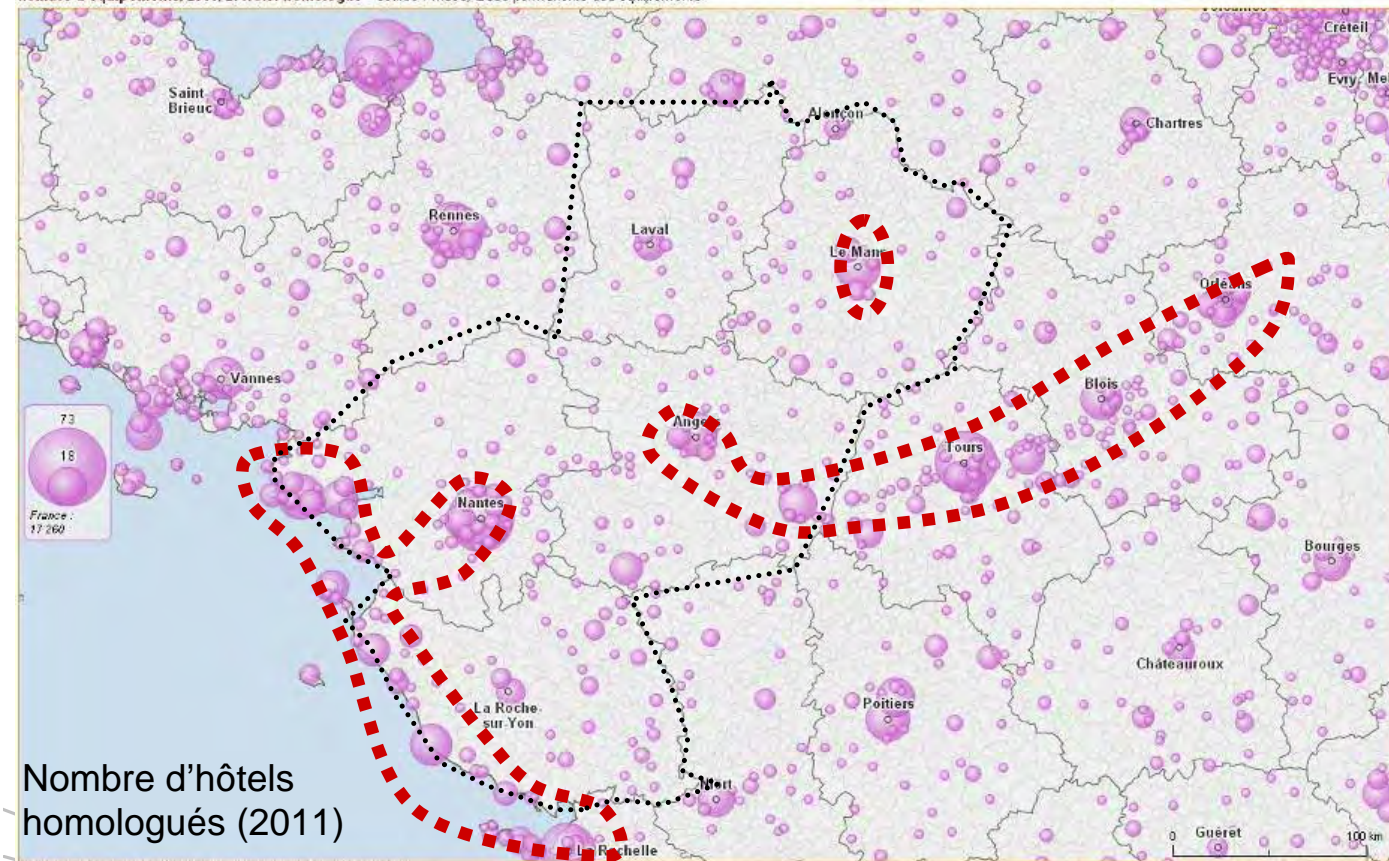 Créteil
Evry
Saint
Brieuc
Alençon
Chartres
Rennes
Laval
Le Mans
Orléans
Vannes
Blois
73
18
France :
17 260
Tours
Nantes
Bourges
Châteauroux
Poitiers
La Roche-
sur-Yon
Niort
Nombre d’hôtels
homologués (2011)
La Rochelle
Guéret
0
100 km